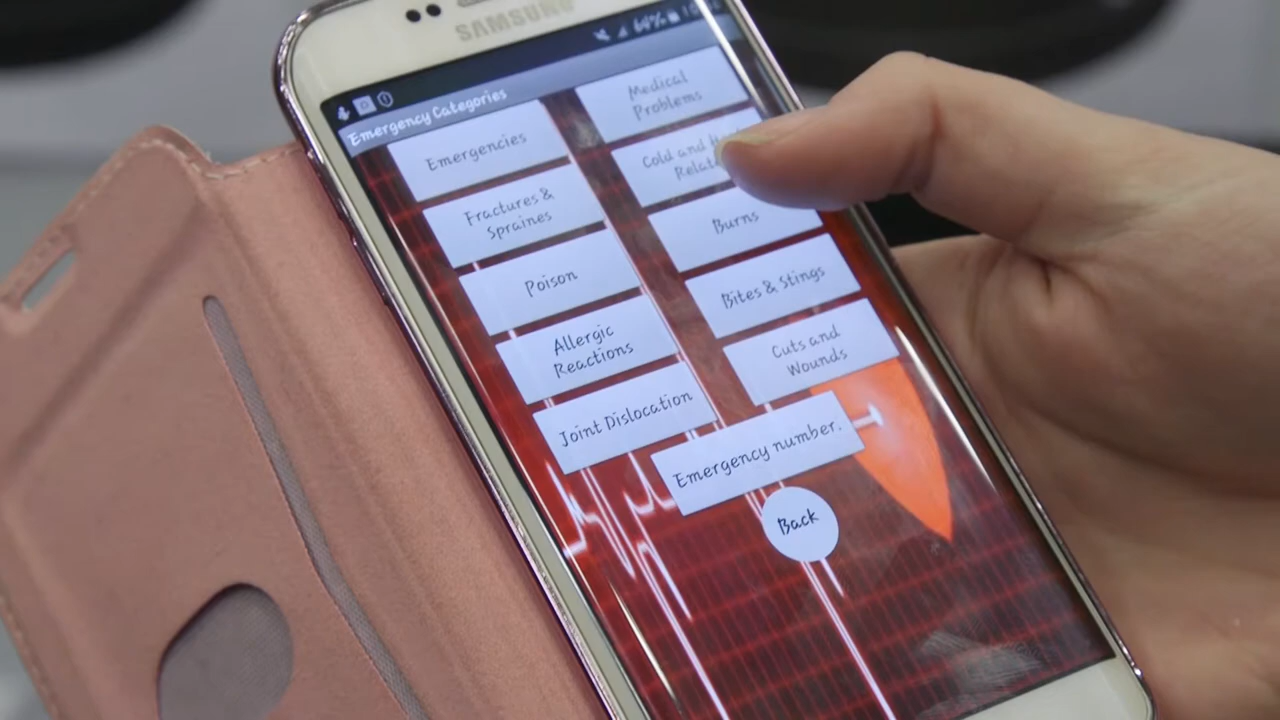 SAMSUNG
64%
Emergency Categories
Emergencies
Medical
Problems
Fractures &
Spraines
Cold and
Poison
Burns
Allergic
Reactions
Bites & Stings
Joint Dislocation
Cuts and
Wounds
Emergency number.
Back